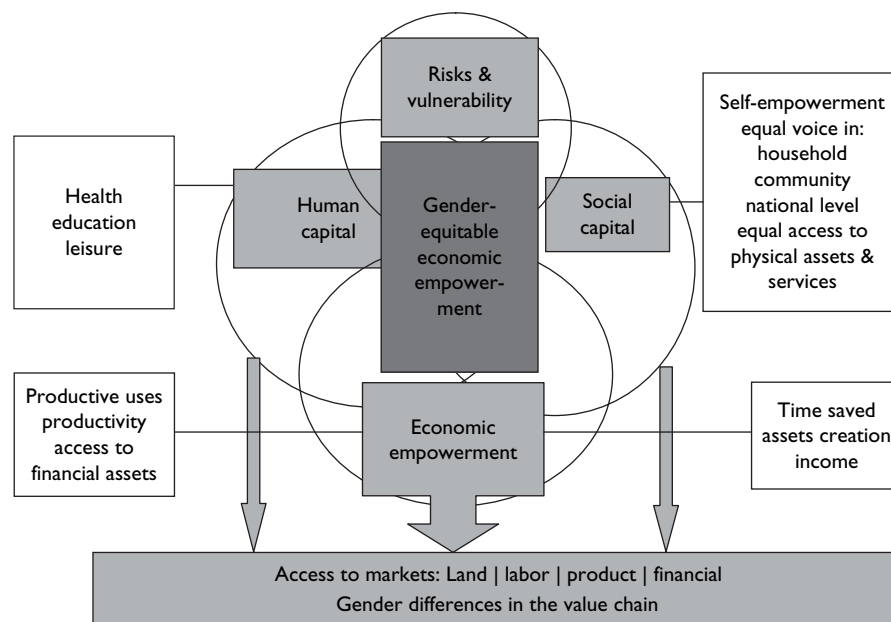 Risks &
vulnerability
Self-empowerment
equal voice in:
household
community
national level
equal access to
physical assets &
services
Health
education
leisure
Human
capital
Gender-
equitable
economic
empower-
ment
Social
capital
Productive uses
productivity
access to
financial assets
Economic
empowerment
Time saved
assets creation
income
Access to markets: Land | labor | product | financial
Gender differences in the value chain